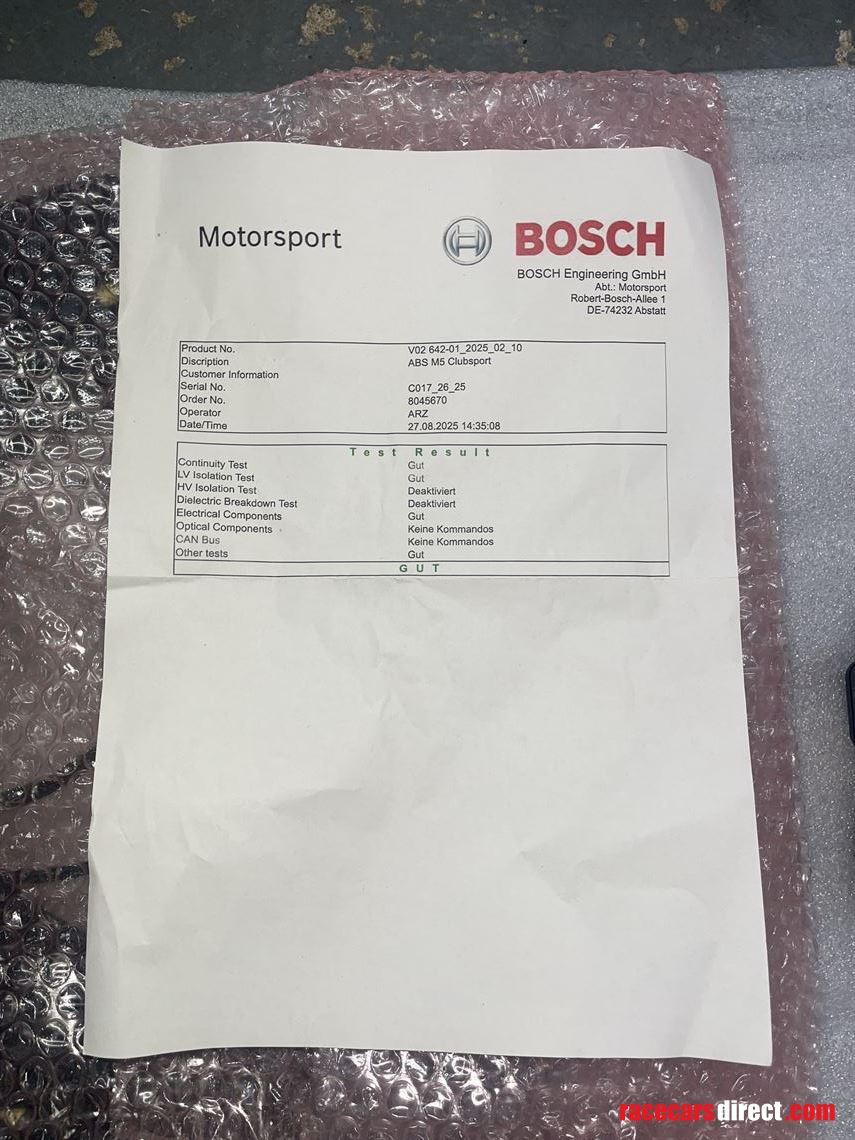 Motorsport
BOSCH
BOSCH Engineering GmbH
Abt.: Motorsport
Robert-Bosch-Allee 1
DE-74232 Abstatt
Product No. V02 642-01_2025_02_10
Discription ABS M5 Clubsport
Customer Information
Serial No. C017_26_25
Order No. 8045670
Operator ARZ
Date/Time 27.08.2025 14:35:08
Test Result
Continuity Test Gut
LV Isolation Test Gut
HV Isolation Test Deaktiviert
Dielectric Breakdown Test Deaktiviert
Electrical Components Gut
Optical Components Keine Kommandos
CAN Bus Keine Kommandos
Other tests Gut
GUT
racecarsdirect.com